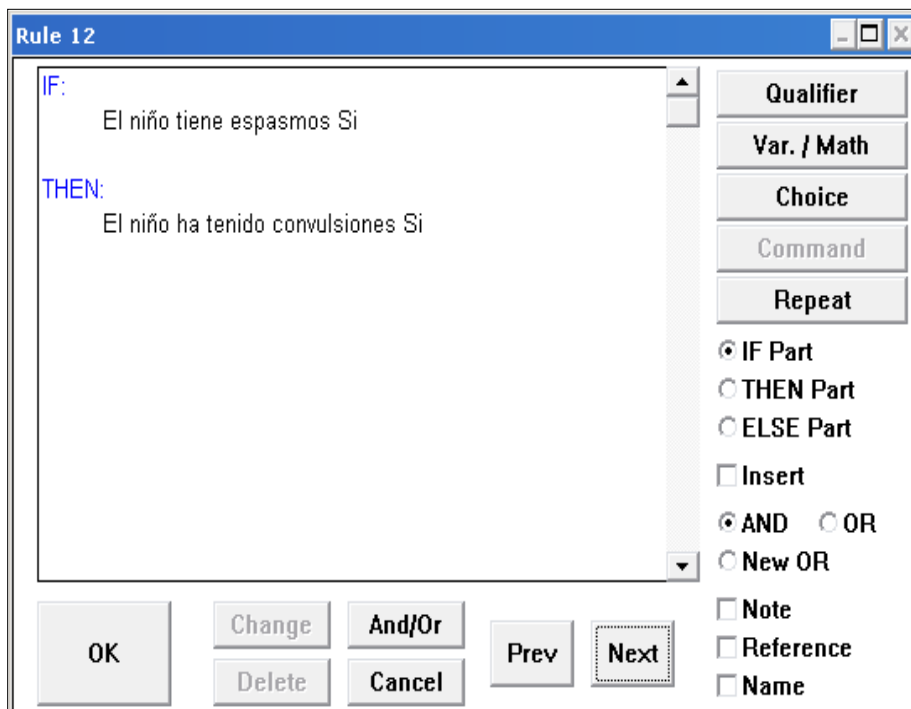 Rule 12
IF:
El niño tiene espasmos Si
THEN:
El niño ha tenido convulsiones Si
Qualifier
Var. / Math
Choice
Command
Repeat
IF Part
THEN Part
ELSE Part
Insert
AND OR
New OR
Note
Reference
Name
OK
Change
And/Or
Prev
Next
Delete
Cancel